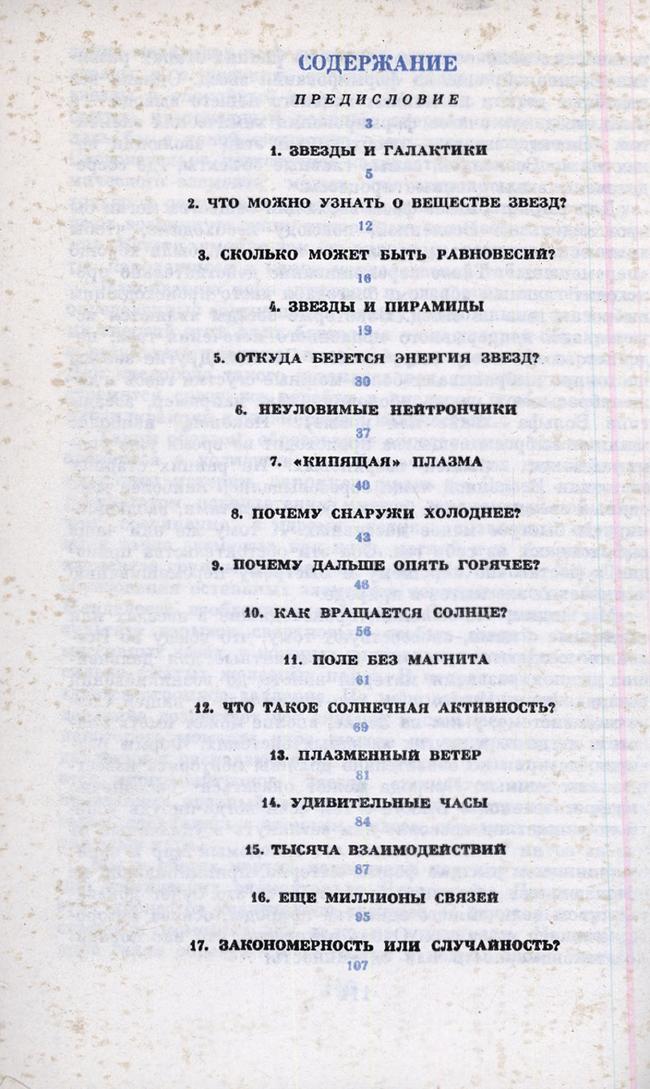 СОДЕРЖАНИЕ
ПРЕДИСЛОВИЕ
3
1. ЗВЕЗДЫ И ГАЛАКТИКИ
5
2. ЧТО МОЖНО УЗНАТЬ О ВЕЩЕСТВЕ ЗВЕЗД?
12
3. СКОЛЬКО МОЖЕТ БЫТЬ РАВНОВЕСИЙ?
16
4. ЗВЕЗДЫ И ПИРАМИДЫ
19
5. ОТКУДА БЕРЕТСЯ ЭНЕРГИЯ ЗВЕЗД?
30
6. НЕУЛОВИМЫЕ НЕЙТРОНЧИКИ
37
7. «КИПЯЩАЯ» ПЛАЗМА
40
8. ПОЧЕМУ СНАРУЖИ ХОЛОДНЕЕ?
43
9. ПОЧЕМУ ДАЛЬШЕ ОПЯТЬ ГОРЯЧЕЕ?
48
10. КАК ВРАЩАЕТСЯ СОЛНЦЕ?
56
11. ПОЛЕ БЕЗ МАГНИТА
61
12. ЧТО ТАКОЕ СОЛНЕЧНАЯ АКТИВНОСТЬ?
69
13. ПЛАЗМЕННЫЙ ВЕТЕР
81
14. УДИВИТЕЛЬНЫЕ ЧАСЫ
84
15. ТЫСЯЧА ВЗАИМОДЕЙСТВИЙ
87
16. ЕЩЕ МИЛЛИОНЫ СВЯЗЕЙ
95
17. ЗАКОНОМЕРНОСТЬ ИЛИ СЛУЧАЙНОСТЬ?
107